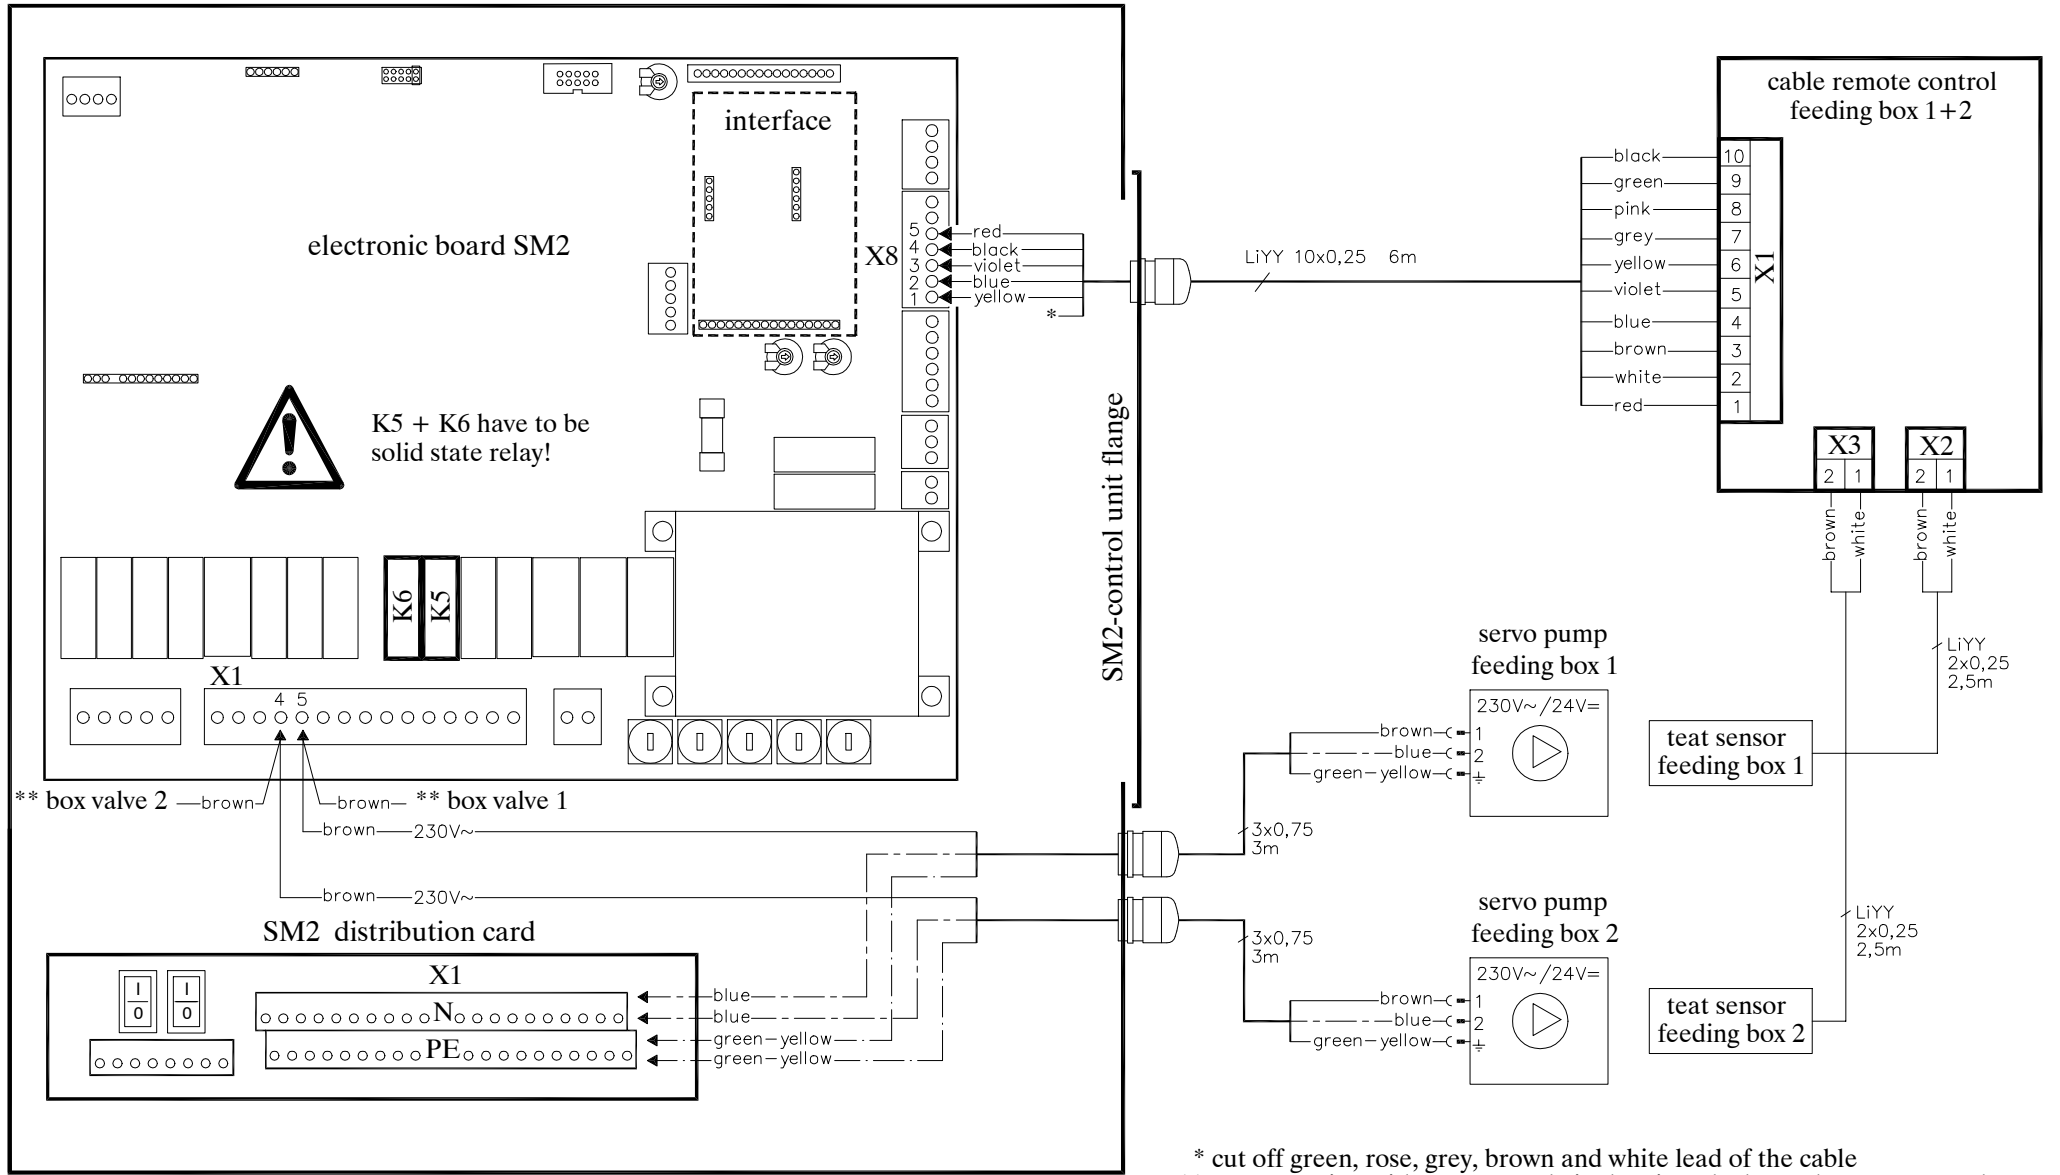 cable remote control
feeding box 1+2
interface
electronic board SM2
X8
5 red
4 black
3 violet
2 blue
1 yellow
*
LiYY 10x0,25 6m
black 10
green 9
pink 8
grey 7
yellow 6
violet 5
blue 4
brown 3
white 2
red 1
X1
X3
2 1
X2
2 1
brown
white
brown
white
K5 + K6 have to be
solid state relay!
SM2-control unit flange
K6
K5
X1
4 5
** box valve 2
brown
brown
** box valve 1
brown 230V~
brown 230V~
servo pump
feeding box 1
230V~/24V=
brown 1
blue 2
green-yellow
3x0,75
3m
teat sensor
feeding box 1
LiYY
2x0,25
2,5m
servo pump
feeding box 2
230V~/24V=
brown 1
blue 2
green-yellow
3x0,75
3m
teat sensor
feeding box 2
LiYY
2x0,25
2,5m
SM2 distribution card
X1
I
0
I
0
N
PE
blue
blue
green-yellow
green-yellow
* cut off green, rose, grey, brown and white lead of the cable